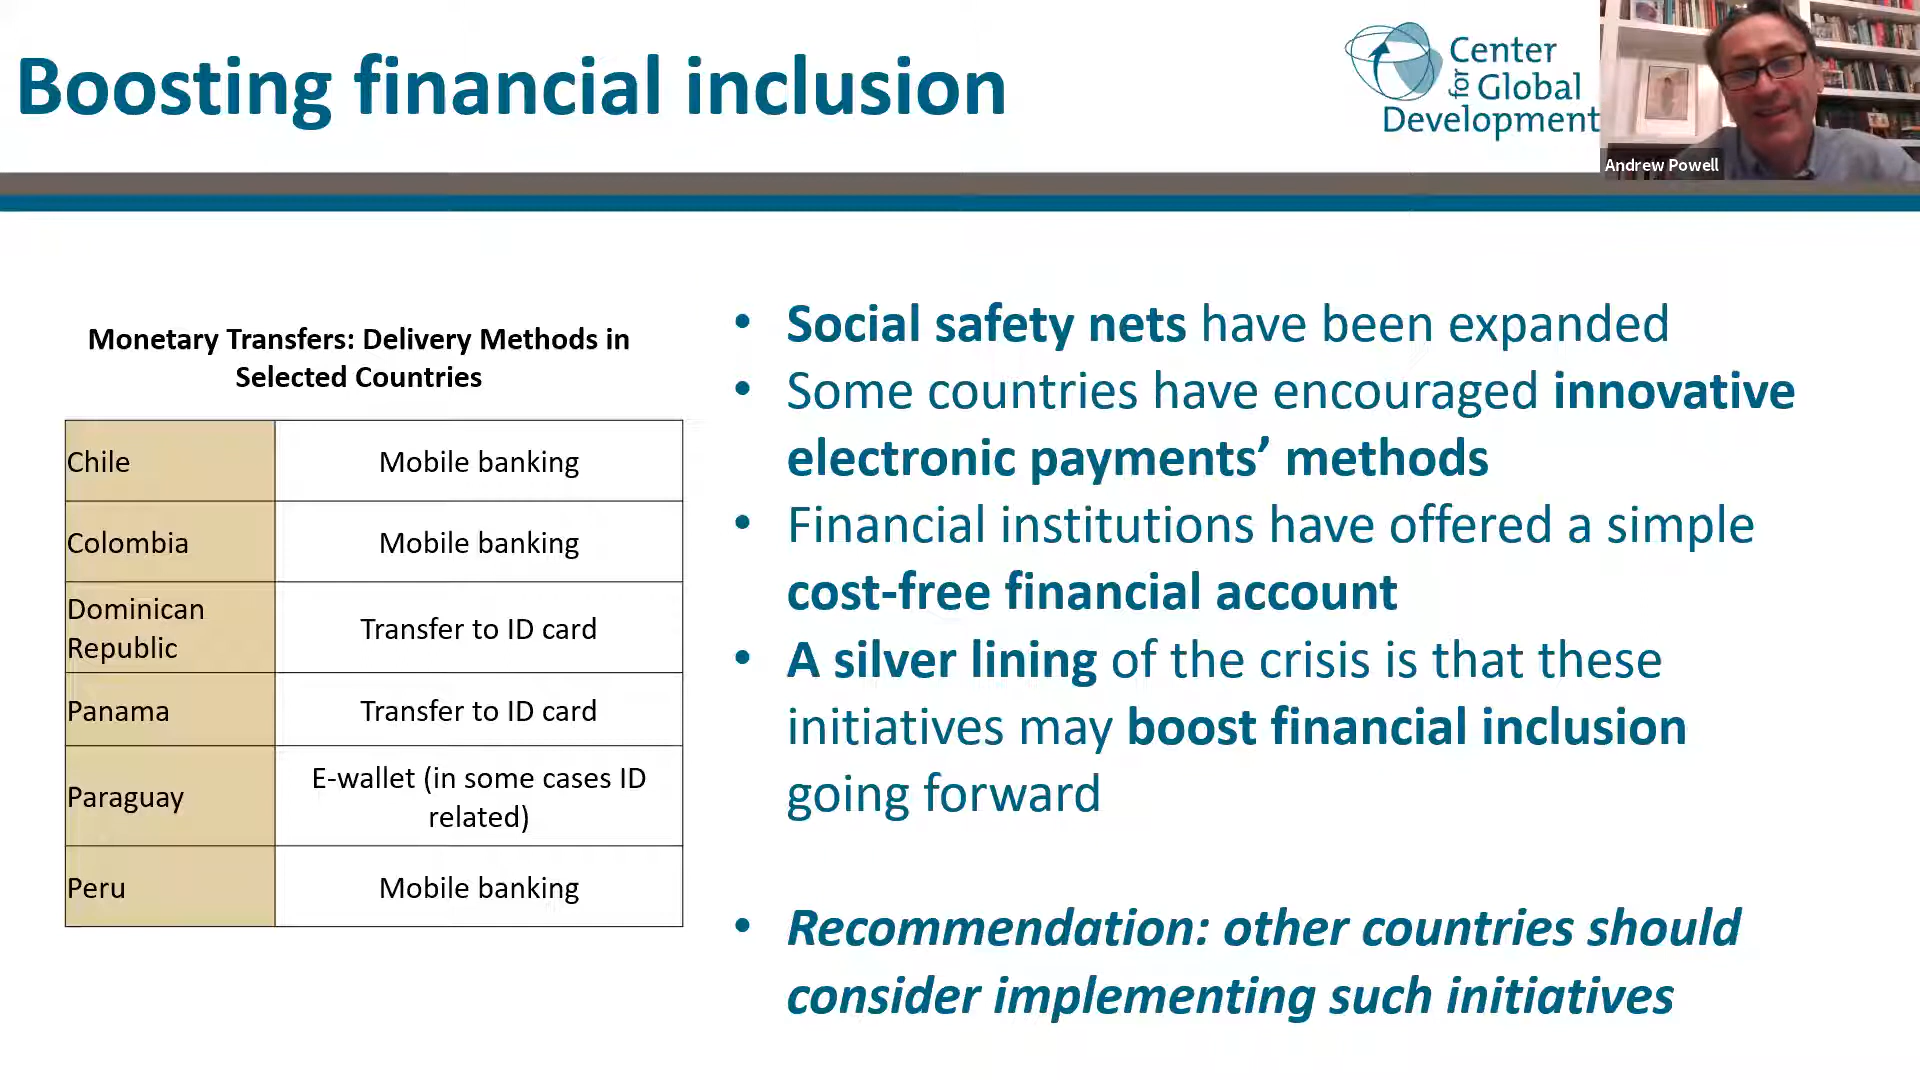 Boosting financial inclusion
Center
for Global
Development
Andrew Powell
Monetary Transfers: Delivery Methods in
Selected Countries
Chile Mobile banking
Colombia Mobile banking
Dominican
Republic
Transfer to ID card
Panama Transfer to ID card
Paraguay
E-wallet (in some cases ID
related)
Peru Mobile banking
• Social safety nets have been expanded
• Some countries have encouraged innovative
electronic payments’ methods
• Financial institutions have offered a simple
cost-free financial account
• A silver lining of the crisis is that these
initiatives may boost financial inclusion
going forward
• Recommendation: other countries should
consider implementing such initiatives